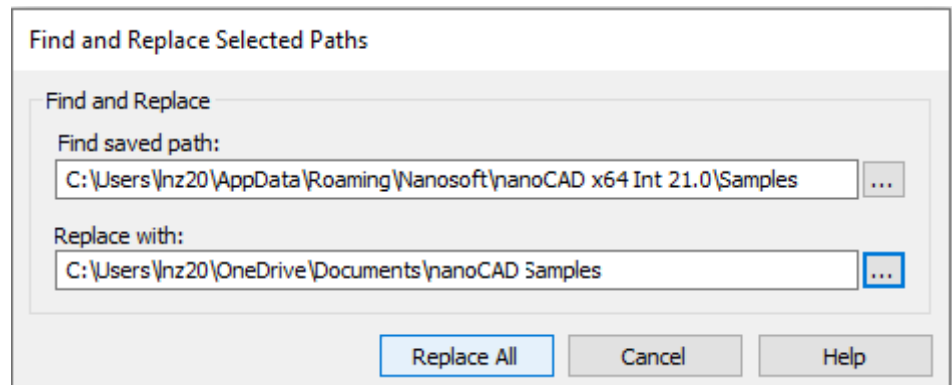 Find and Replace Selected Paths
Find and Replace
Find saved path:
C:\Users\lnz20\AppData\Roaming\Nanosoft\nanoCAD x64 Int 21.0\Samples
...
Replace with:
C:\Users\lnz20\OneDrive\Documents\nanoCAD Samples
...
Replace All Cancel Help